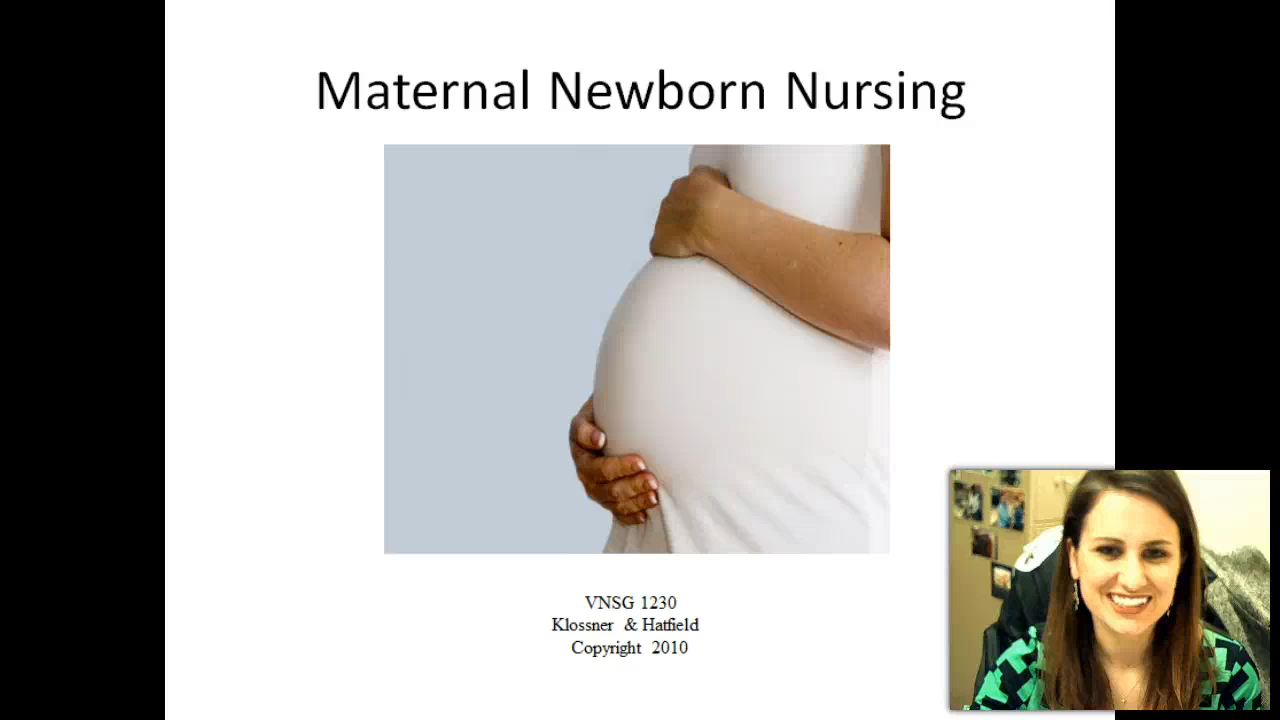 Maternal Newborn Nursing
VNSG 1230
Klossner & Hatfield
Copyright 2010